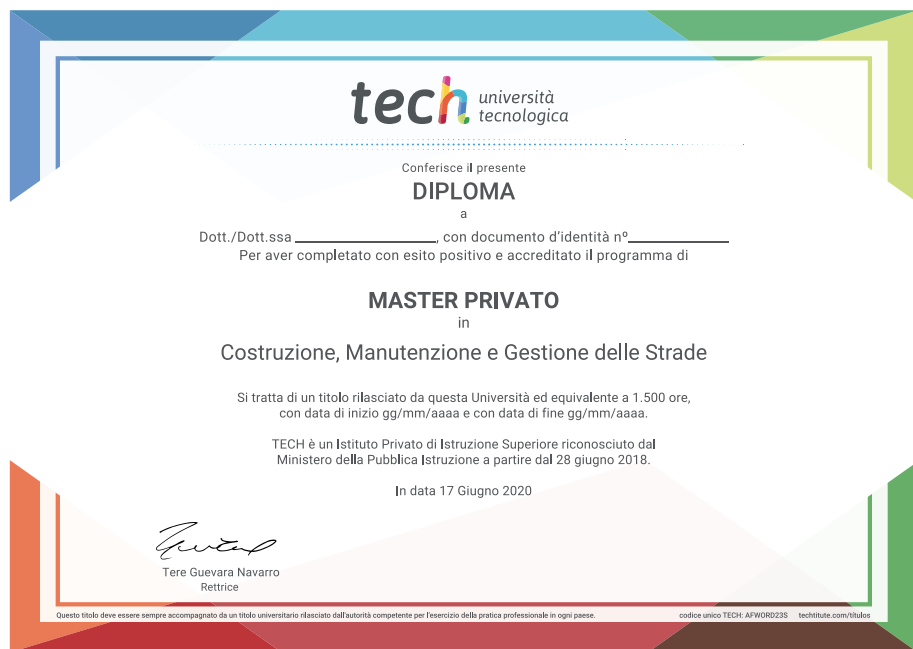 tech università
tecnologica
Conferisce il presente
DIPLOMA
a
Dott./Dott.ssa ________________, con documento d'identità nº____________
Per aver completato con esito positivo e accreditato il programma di
MASTER PRIVATO
in
Costruzione, Manutenzione e Gestione delle Strade
Si tratta di un titolo rilasciato da questa Università ed equivalente a 1.500 ore,
con data di inizio gg/mm/aaaa e con data di fine gg/mm/aaaa.
TECH è un Istituto Privato di Istruzione Superiore riconosciuto dal
Ministero della Pubblica Istruzione a partire dal 28 giugno 2018.
In data 17 Giugno 2020
Tere Guevara Navarro
Rettrice
Questo titolo deve essere sempre accompagnato da un titolo universitario rilasciato dall'autorità competente per l'esercizio della pratica professionale in ogni paese. codice unico TECH: AFWORD23S techtitute.com/titulos